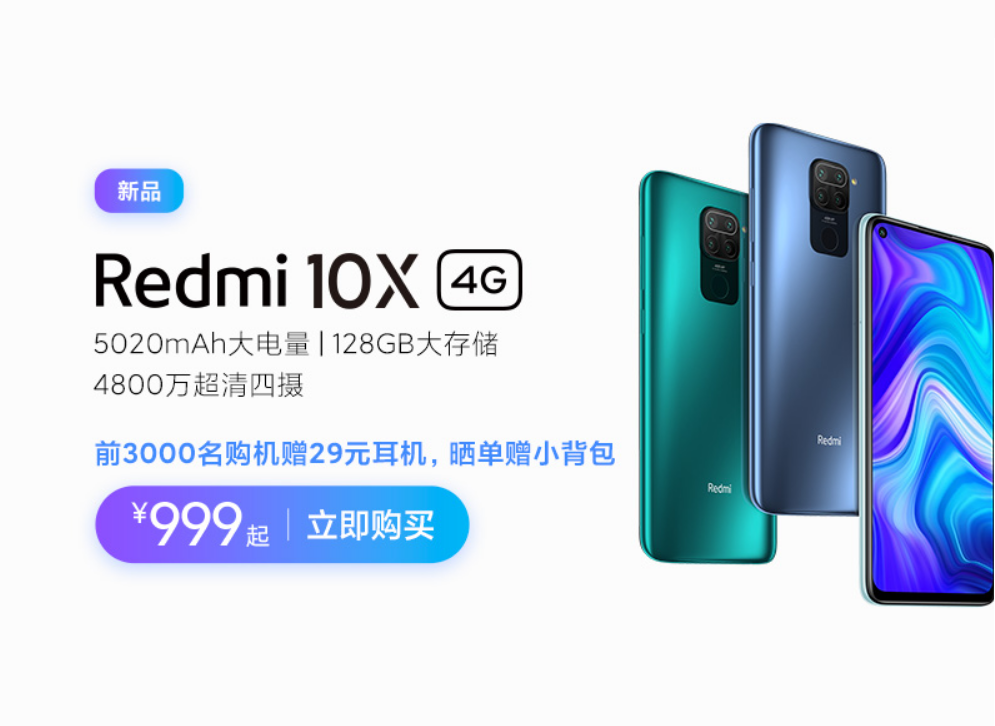 新品
Redmi 10X 4G
5020mAh大电量 | 128GB大存储
4800万超清四摄
前3000名购机赠29元耳机，晒单赠小背包
¥999起 | 立即购买
Redmi
Redmi